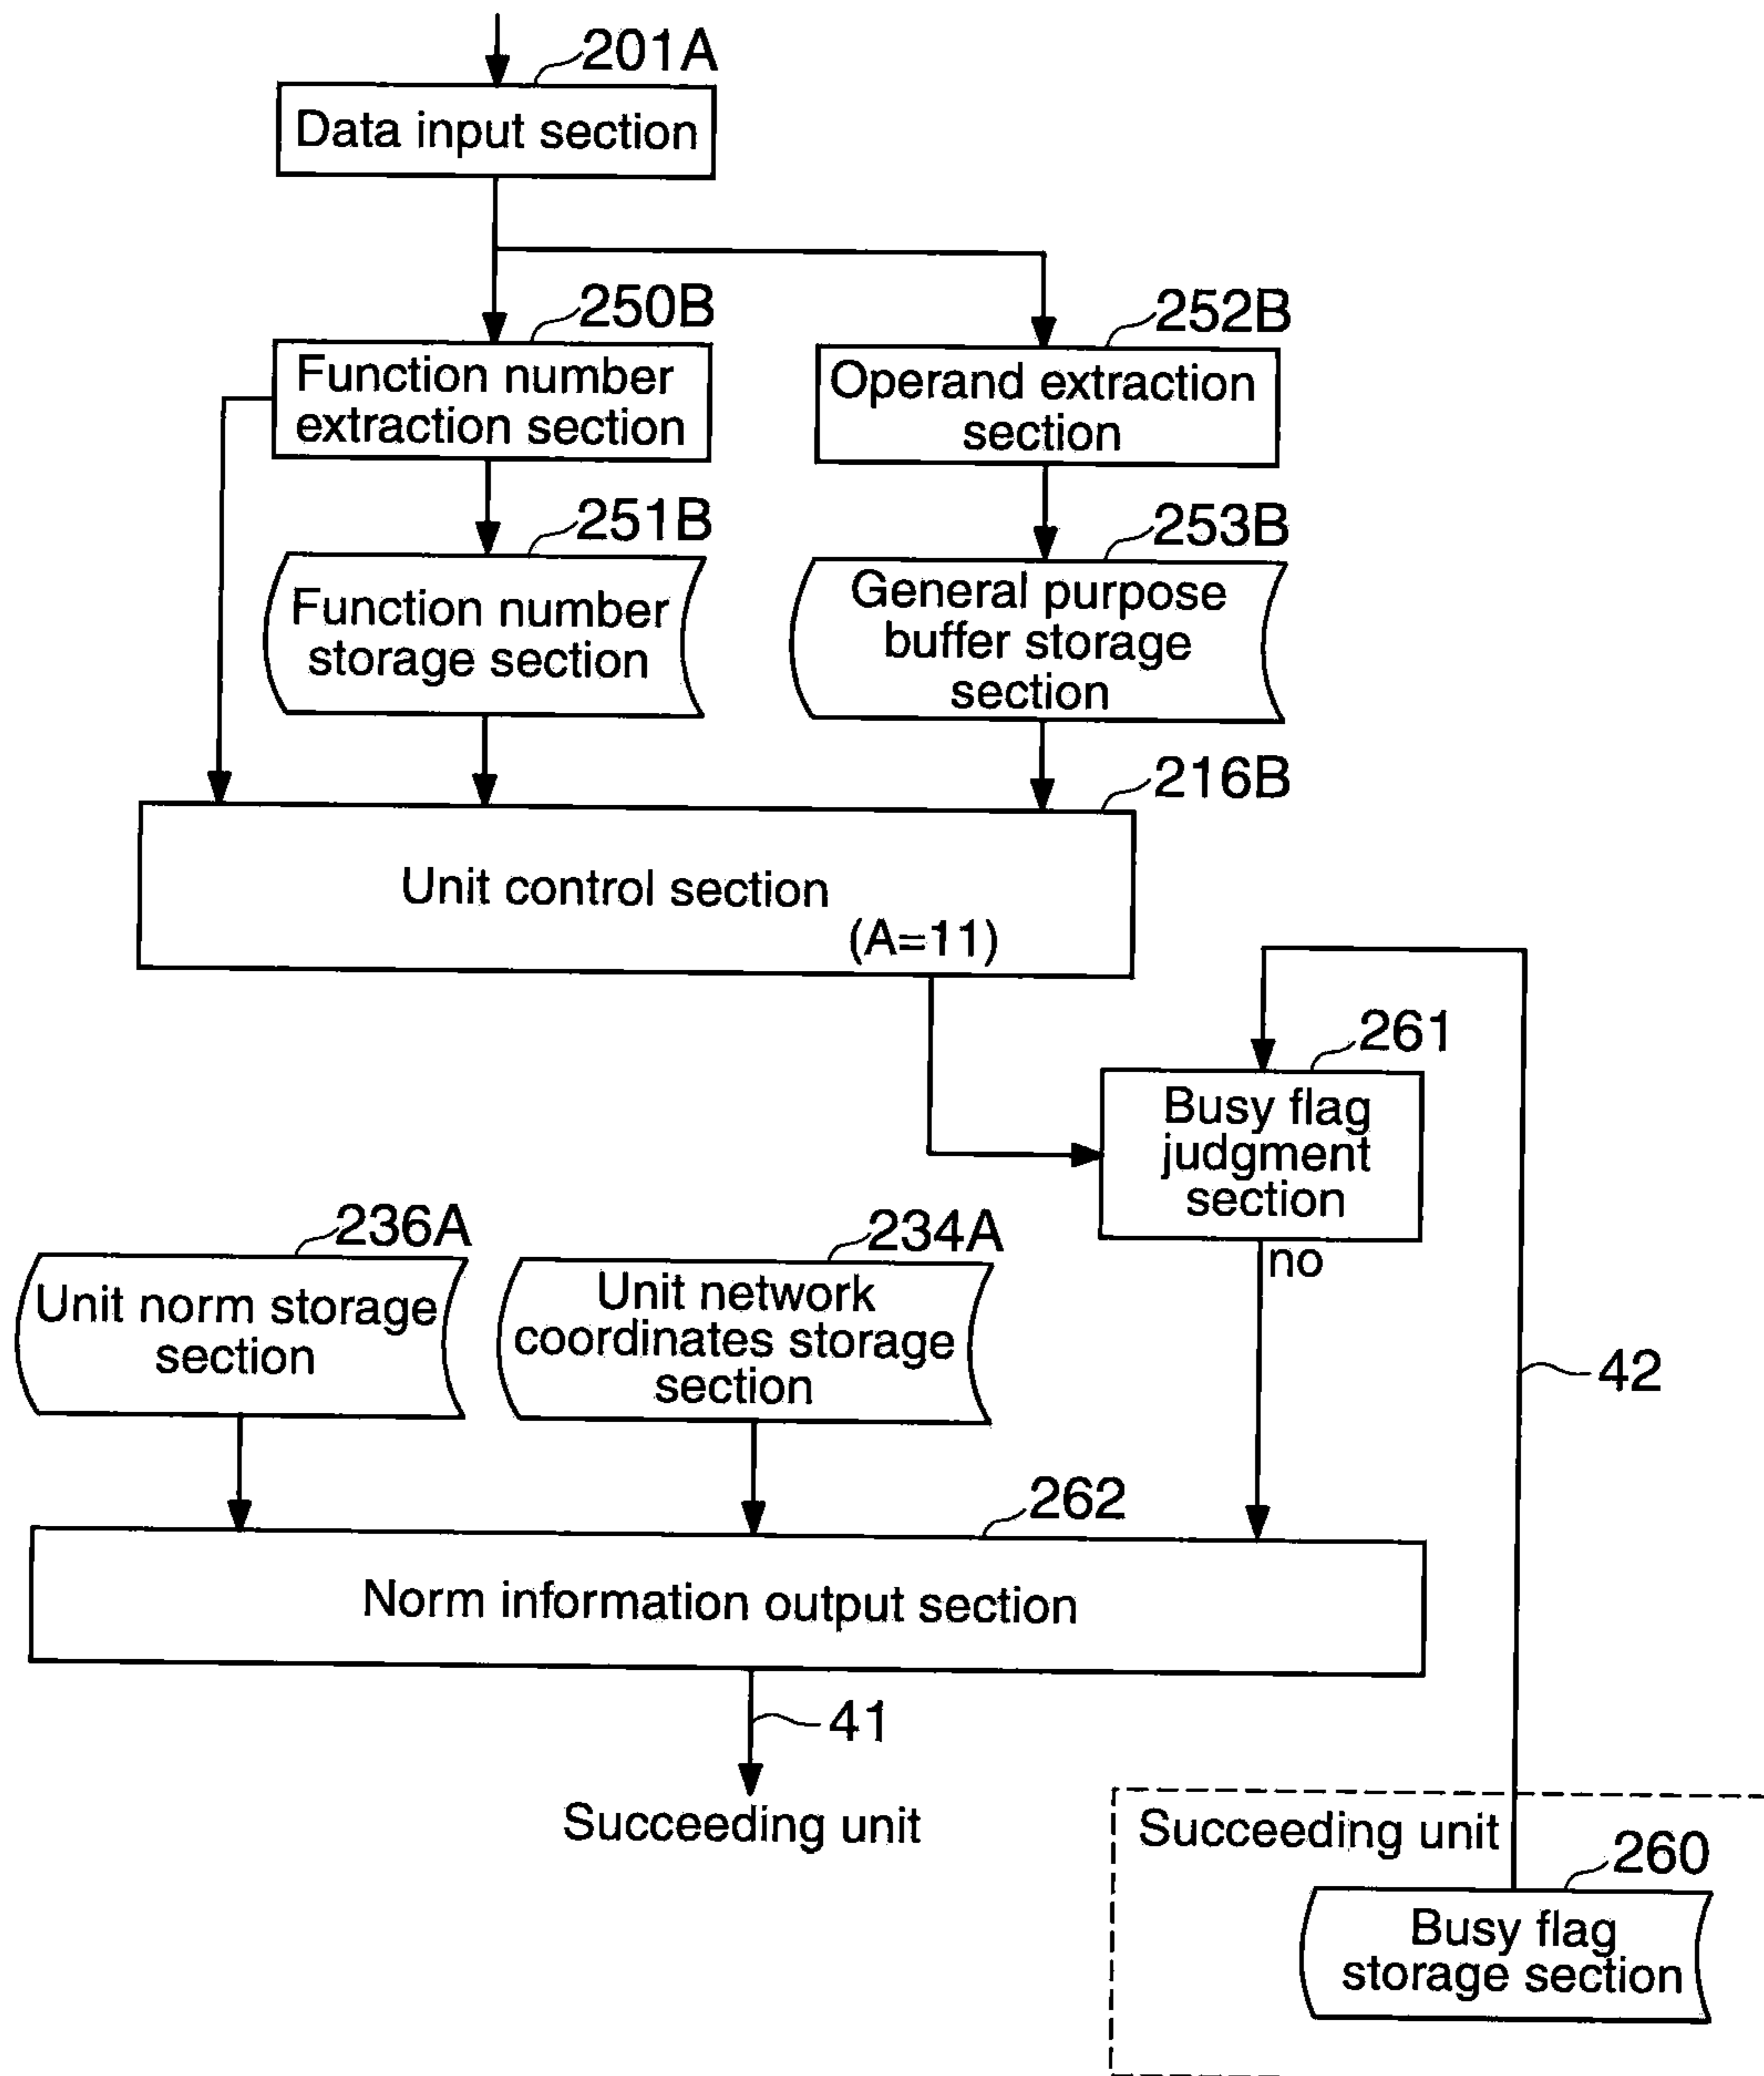 201A
Data input section
250B
252B
Function number
extraction section
Operand extraction
section
251B
253B
Function number
storage section
General purpose
buffer storage
section
216B
Unit control section
(A=11)
261
Busy flag
judgment
section
no
236A
234A
Unit norm storage
section
Unit network
coordinates storage
section
42
262
Norm information output section
41
Succeeding unit
Succeeding unit
260
Busy flag
storage section